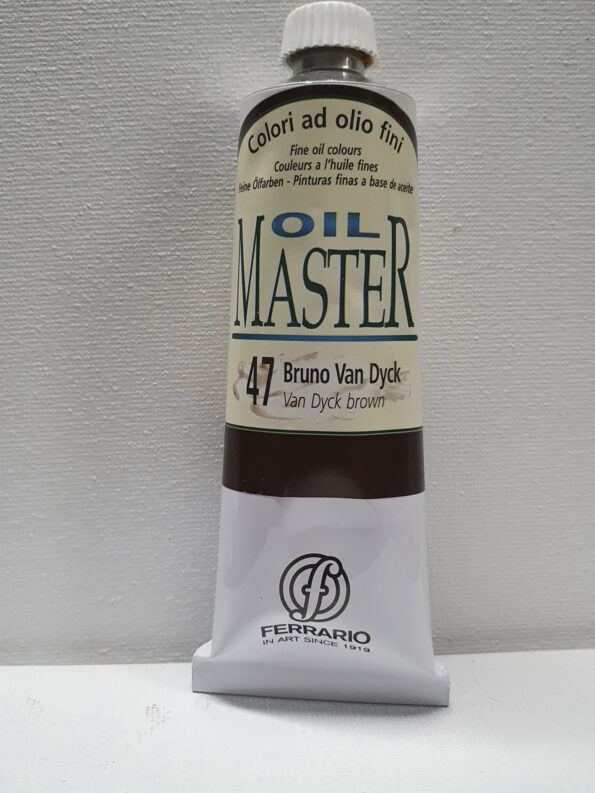 Colori ad olio fini
Fine oil colours
Couleurs a l'huile fines
Feine Ölfarben - Pinturas finas a base de aceite
OIL
MASTER
47 Bruno Van Dyck
Van Dyck brown
f
FERRARIO
IN ART SINCE 1919